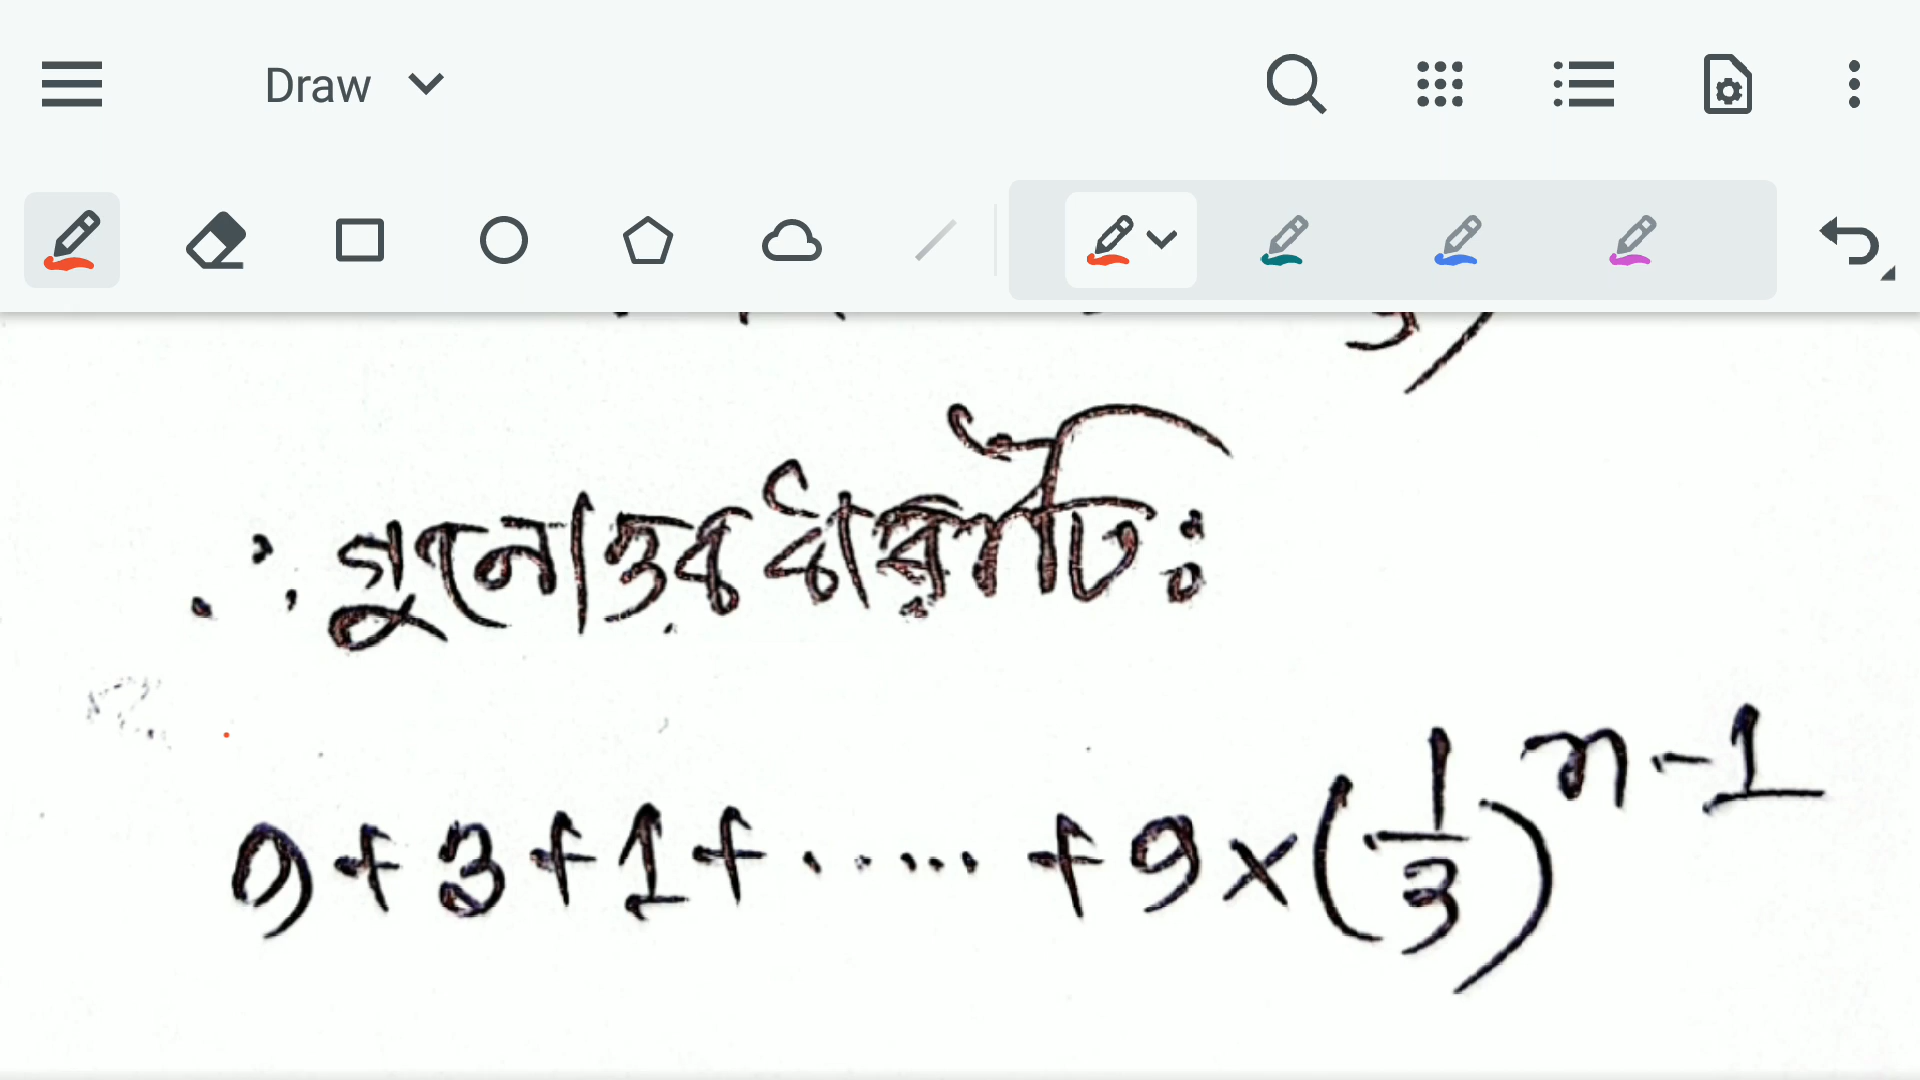 Draw
∴ গুনোত্তর ধারাটি:
9+3+1+.....+9×(1/3)^n-1